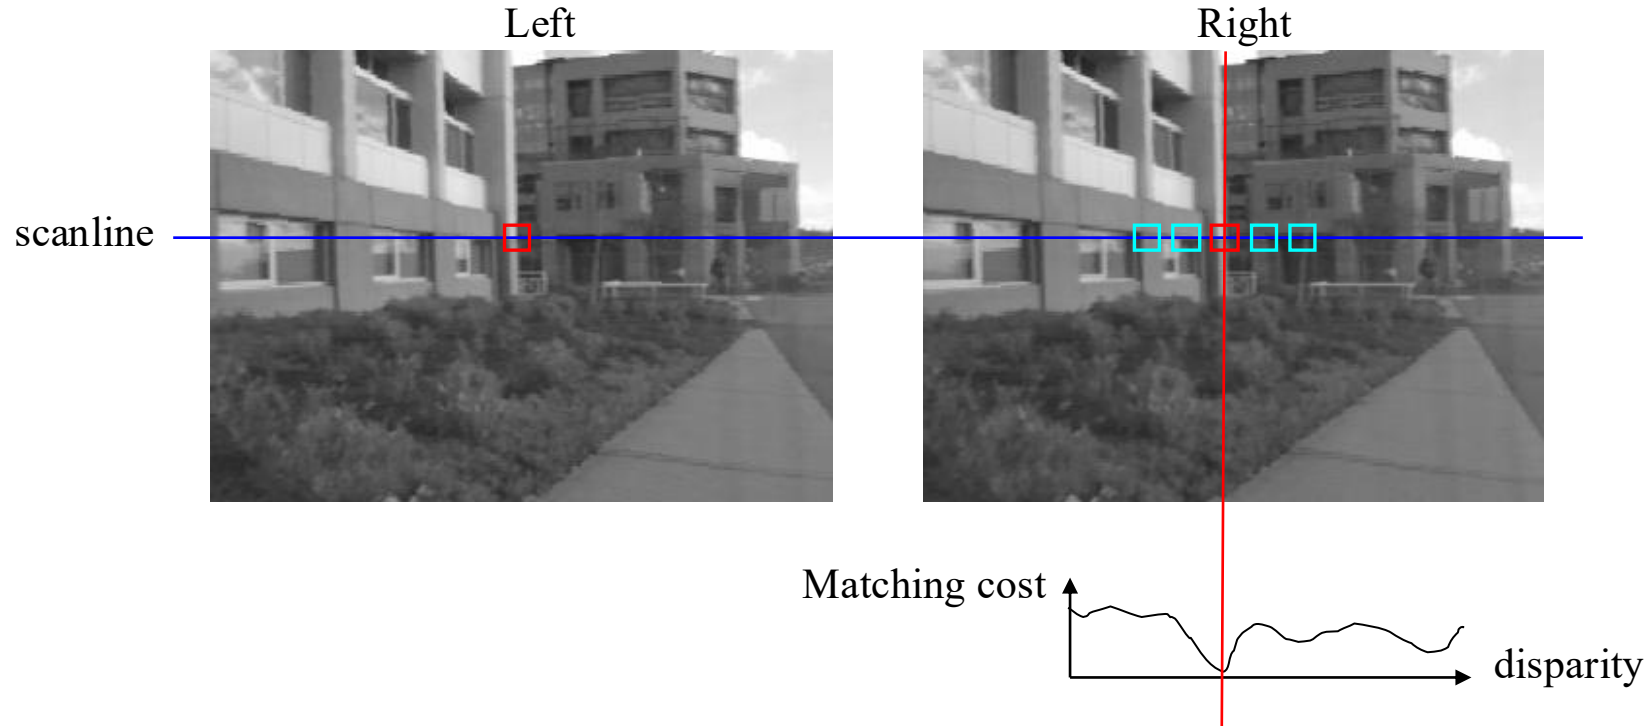 Left
Right
scanline
Matching cost
disparity